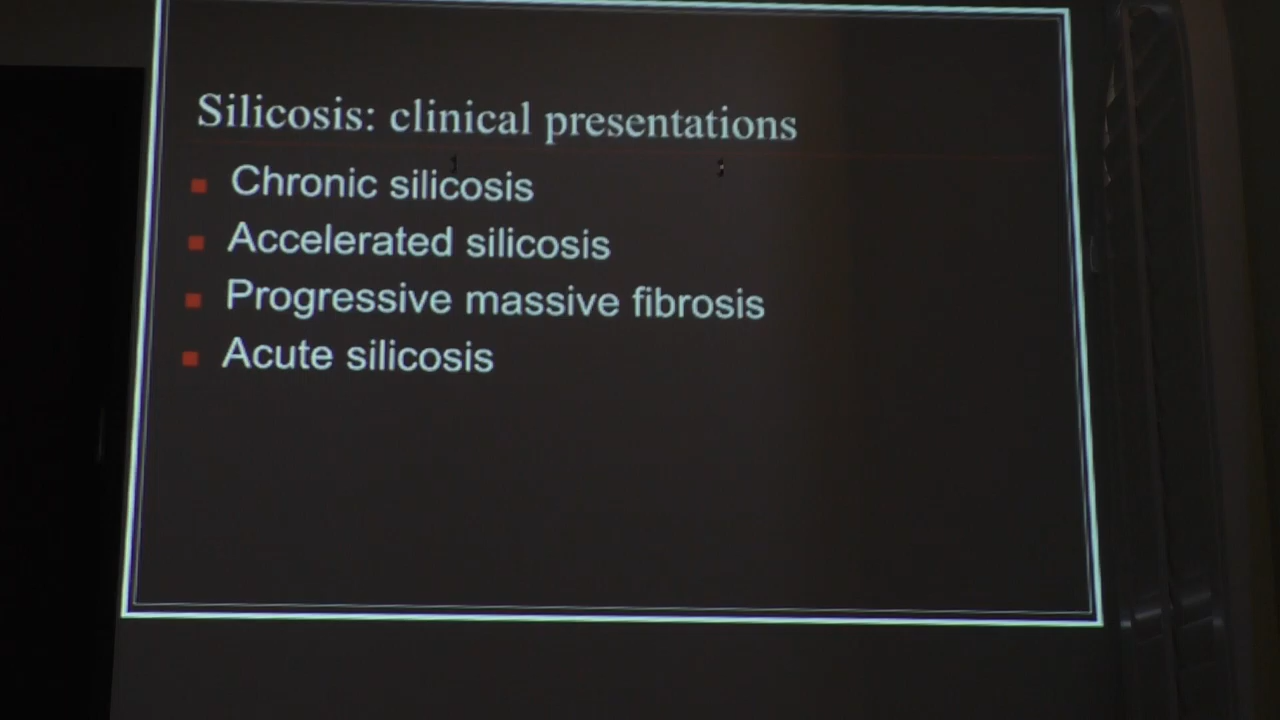 Silicosis: clinical presentations
Chronic silicosis
Accelerated silicosis
Progressive massive fibrosis
Acute silicosis